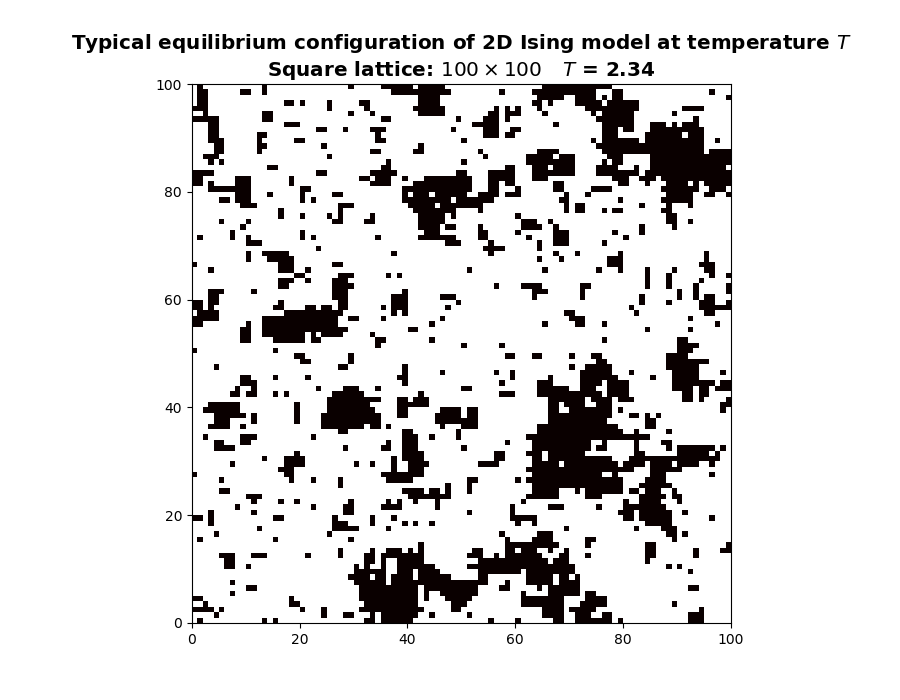 Typical equilibrium configuration of 2D Ising model at temperature T
Square lattice: 100 × 100 T = 2.34
100
80
60
40
20
0
0 20 40 60 80 100